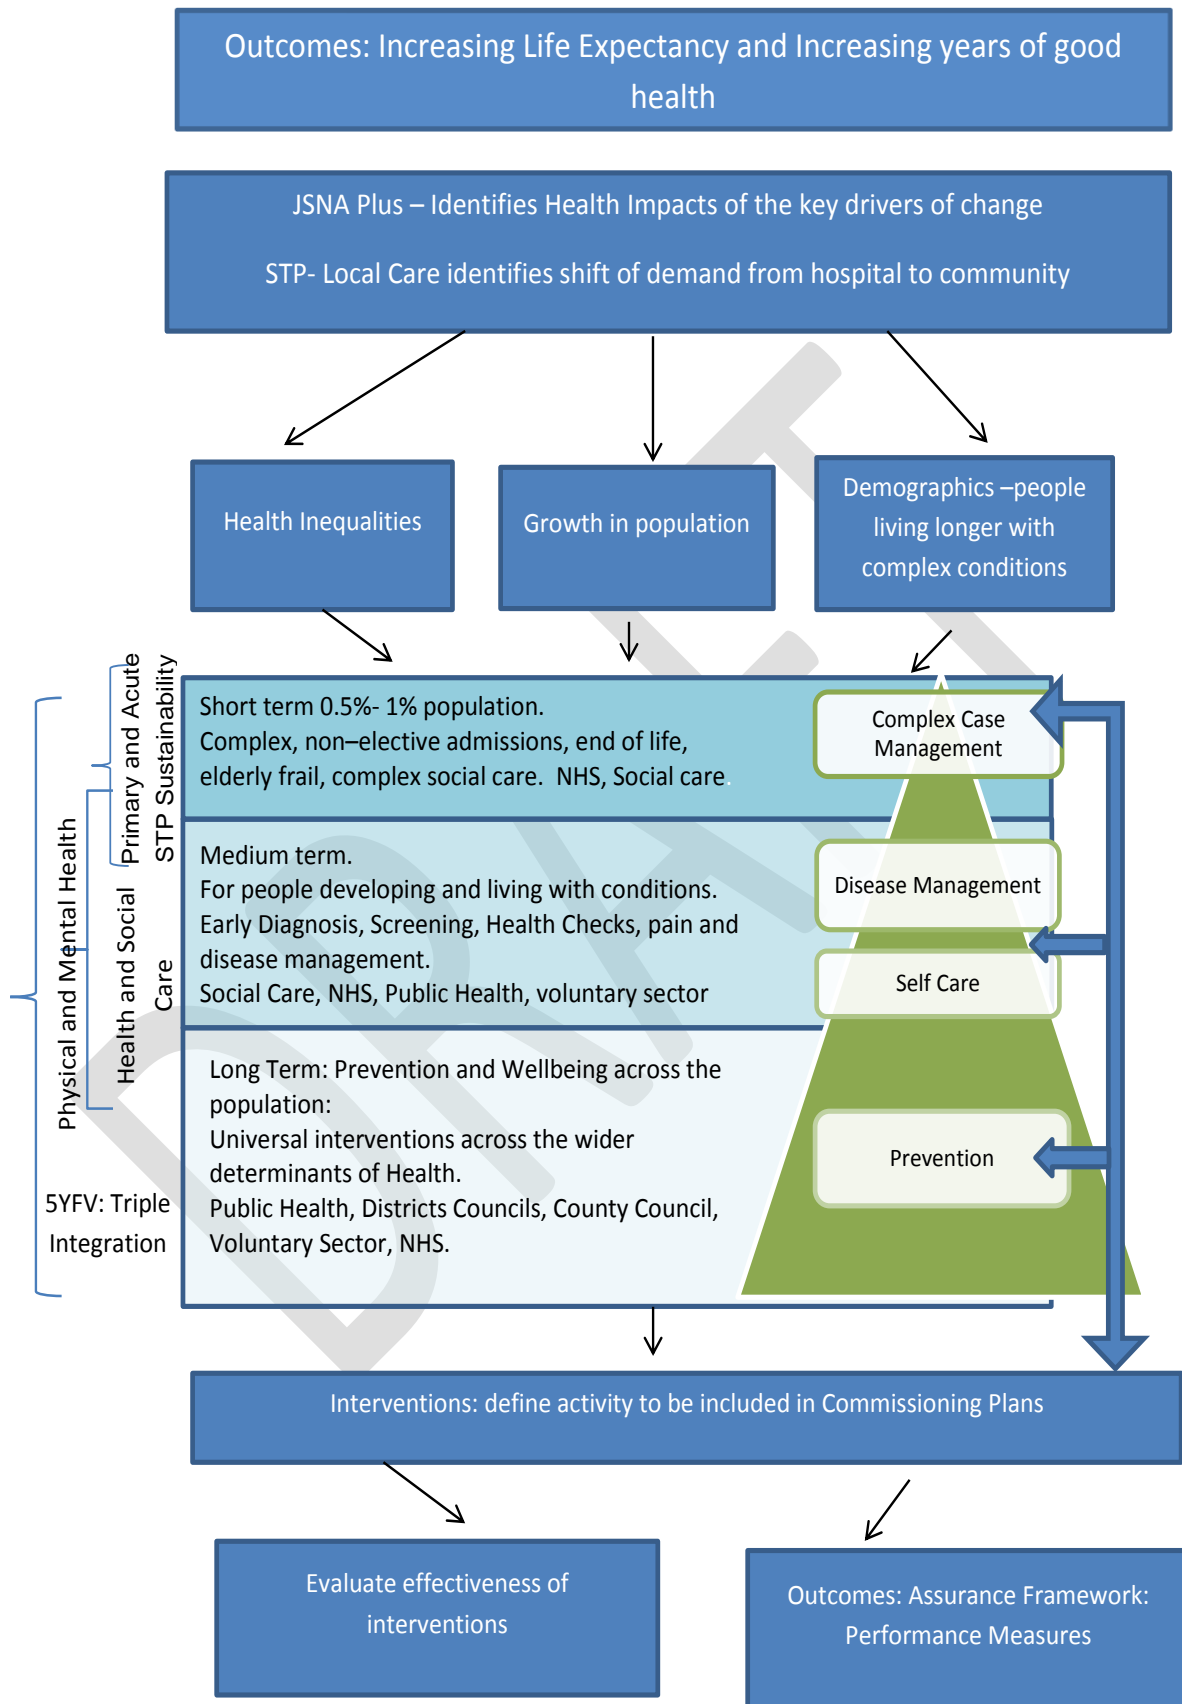 Outcomes: Increasing Life Expectancy and Increasing years of good
health
JSNA Plus – Identifies Health Impacts of the key drivers of change
STP- Local Care identifies shift of demand from hospital to community
Health Inequalities
Growth in population
Demographics –people
living longer with
complex conditions
Primary and Acute
STP Sustainability
Physical and Mental Health
Health and Social
Care
5YFV: Triple
Integration
Short term 0.5%- 1% population.
Complex, non–elective admissions, end of life,
elderly frail, complex social care.  NHS, Social care.
Complex Case
Management
Medium term.
For people developing and living with conditions.
Early Diagnosis, Screening, Health Checks, pain and
disease management.
Social Care, NHS, Public Health, voluntary sector
Disease Management
Self Care
Long Term: Prevention and Wellbeing across the
population:
Universal interventions across the wider
determinants of Health.
Public Health, Districts Councils, County Council,
Voluntary Sector, NHS.
Prevention
Interventions: define activity to be included in Commissioning Plans
Evaluate effectiveness of
interventions
Outcomes: Assurance Framework:
Performance Measures
DRAFT